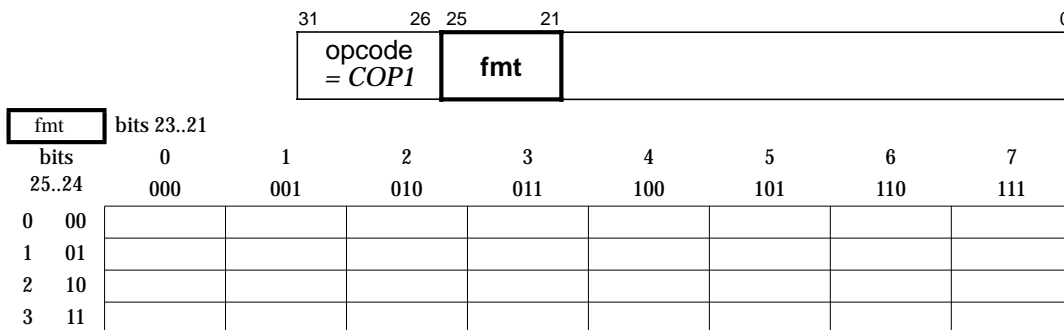 31 26 25 21 0
opcode
= COP1 fmt
fmt bits 23..21
bits 0 1 2 3 4 5 6 7
25..24 000 001 010 011 100 101 110 111
0 00
1 01
2 10
3 11